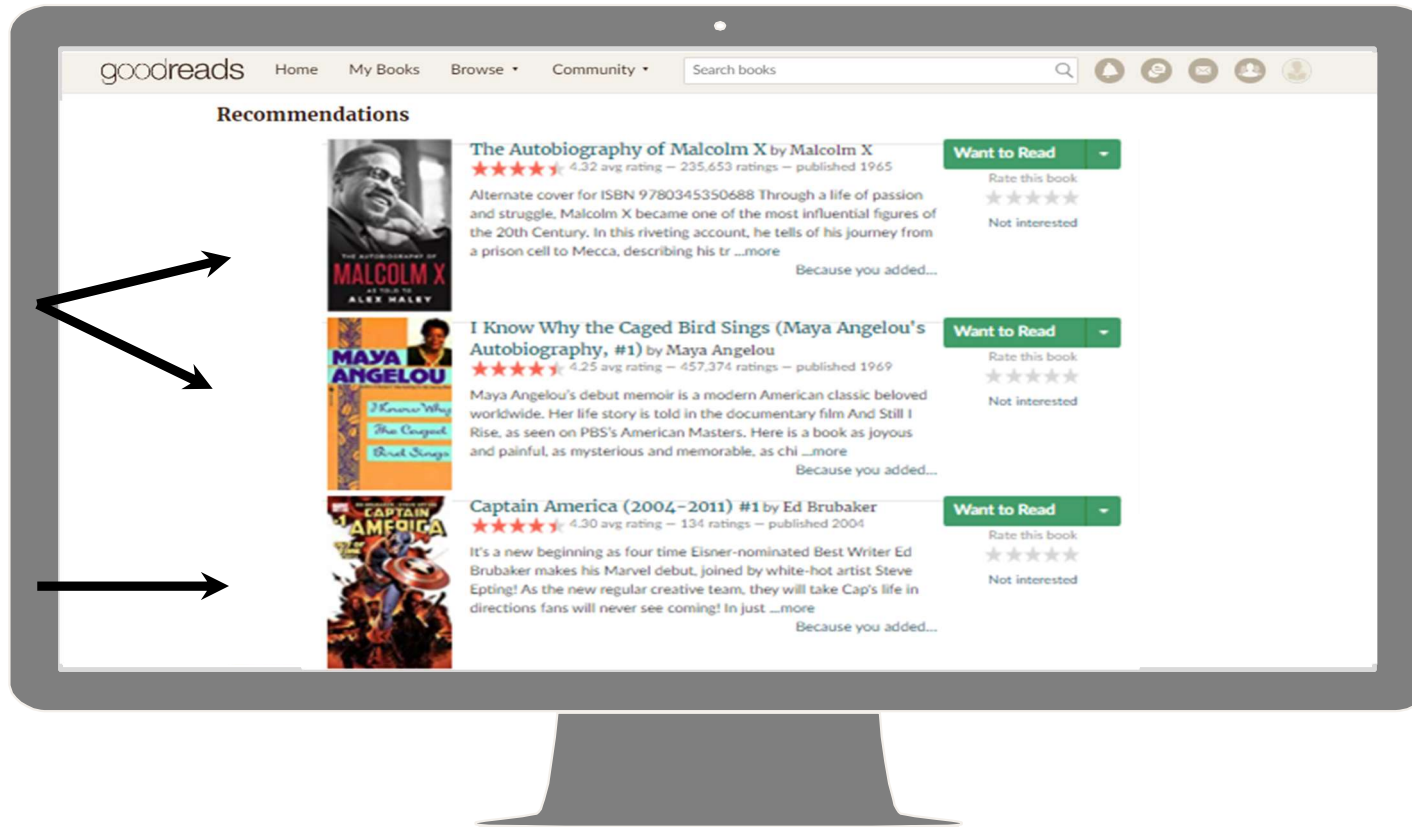 goodreads Home My Books Browse Community Search books
Recommendations
The Autobiography of Malcolm X by Malcolm X
4.32 avg rating — 235,653 ratings — published 1965
Alternate cover for ISBN 9780345350688 Through a life of passion
and struggle, Malcolm X became one of the most influential figures of
the 20th Century. In this riveting account, he tells of his journey from
a prison cell to Mecca, describing his tr ...more
Because you added...
Want to Read
Rate this book
Not interested
THE AUTOBIOGRAPHY OF
MALCOLM X
AS TOLD TO
ALEX HALEY
I Know Why the Caged Bird Sings (Maya Angelou's
Autobiography, #1) by Maya Angelou
4.25 avg rating — 457,374 ratings — published 1969
Maya Angelou's debut memoir is a modern American classic beloved
worldwide. Her life story is told in the documentary film And Still I
Rise, as seen on PBS's American Masters. Here is a book as joyous
and painful, as mysterious and memorable, as chi ...more
Because you added...
Want to Read
Rate this book
Not interested
MAYA
ANGELOU
I Know Why
The Caged
Bird Sings
Captain America (2004-2011) #1 by Ed Brubaker
4.30 avg rating — 134 ratings — published 2004
It's a new beginning as four time Eisner-nominated Best Writer Ed
Brubaker makes his Marvel debut, joined by white-hot artist Steve
Epting! As the new regular creative team, they will take Cap's life in
directions fans will never see coming! In just ...more
Because you added...
Want to Read
Rate this book
Not interested
CAPTAIN
AMERICA
#1